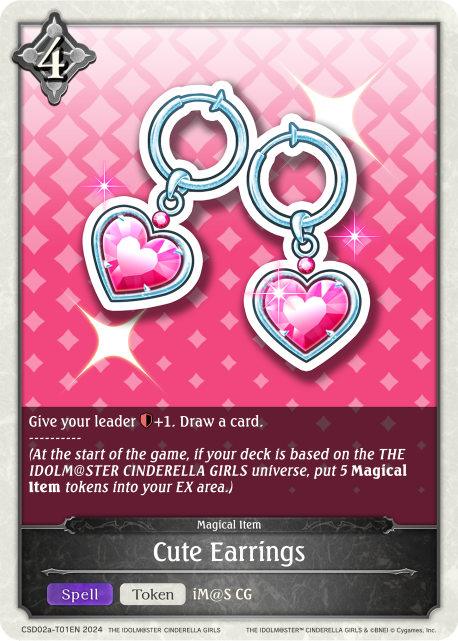 4
Give your leader +1. Draw a card.
----------
(At the start of the game, if your deck is based on the THE
IDOLM@STER CINDERELLA GIRLS universe, put 5 Magical
Item tokens into your EX area.)
Magical Item
Cute Earrings
Spell Token iM@S CG
CSD02a-T01EN 2024 THE IDOLM@STER CINDERELLA GIRLS THE IDOLM@STER™ CINDERELLA GIRLS & ©BNEI © Cygames, Inc.